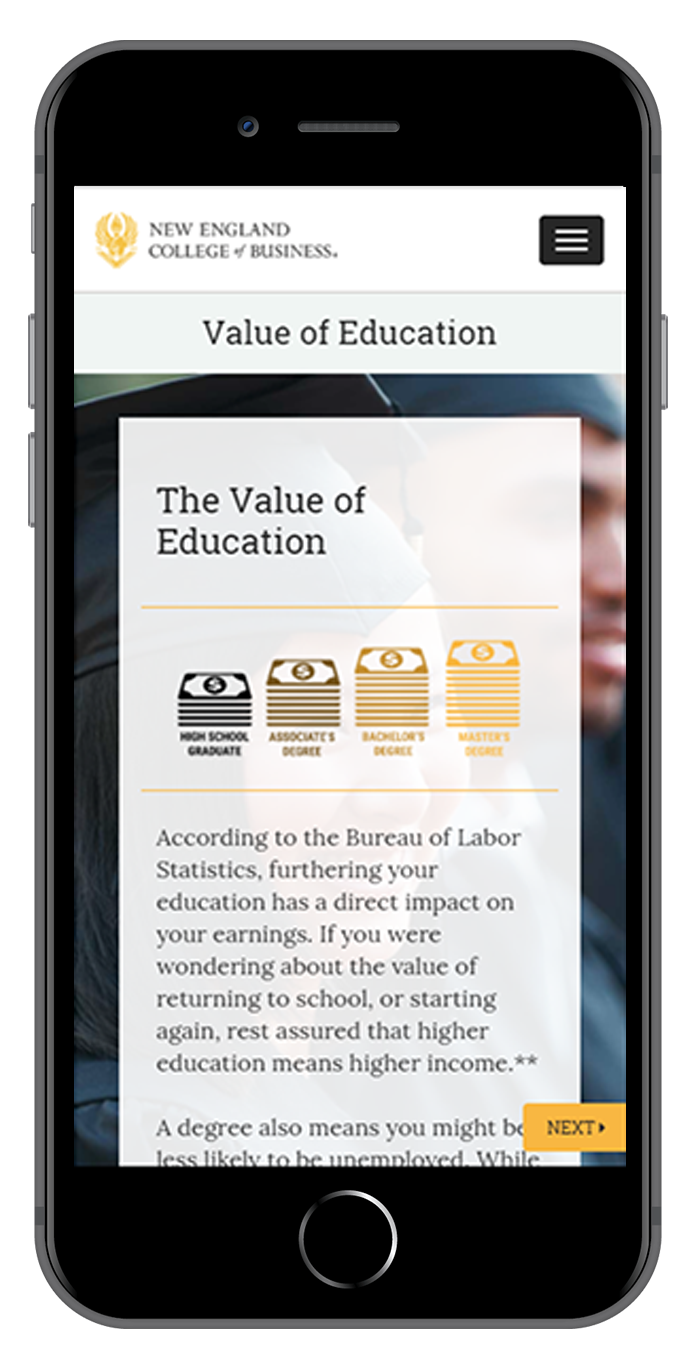 NEW ENGLAND
COLLEGE of BUSINESS.
Value of Education
The Value of
Education
HIGH SCHOOL
GRADUATE
ASSOCIATE'S
DEGREE
BACHELOR'S
DEGREE
MASTER'S
DEGREE
According to the Bureau of Labor
Statistics, furthering your
education has a direct impact on
your earnings. If you were
wondering about the value of
returning to school, or starting
again, rest assured that higher
education means higher income.**
A degree also means you might be
less likely to be unemployed. While
NEXT